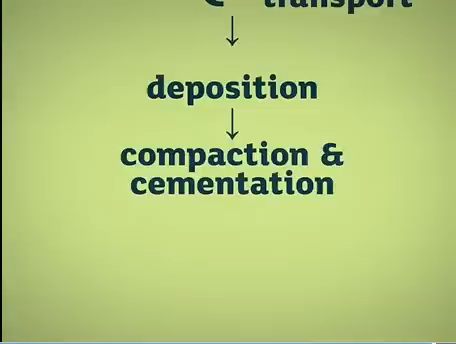 transport
deposition
compaction &
cementation